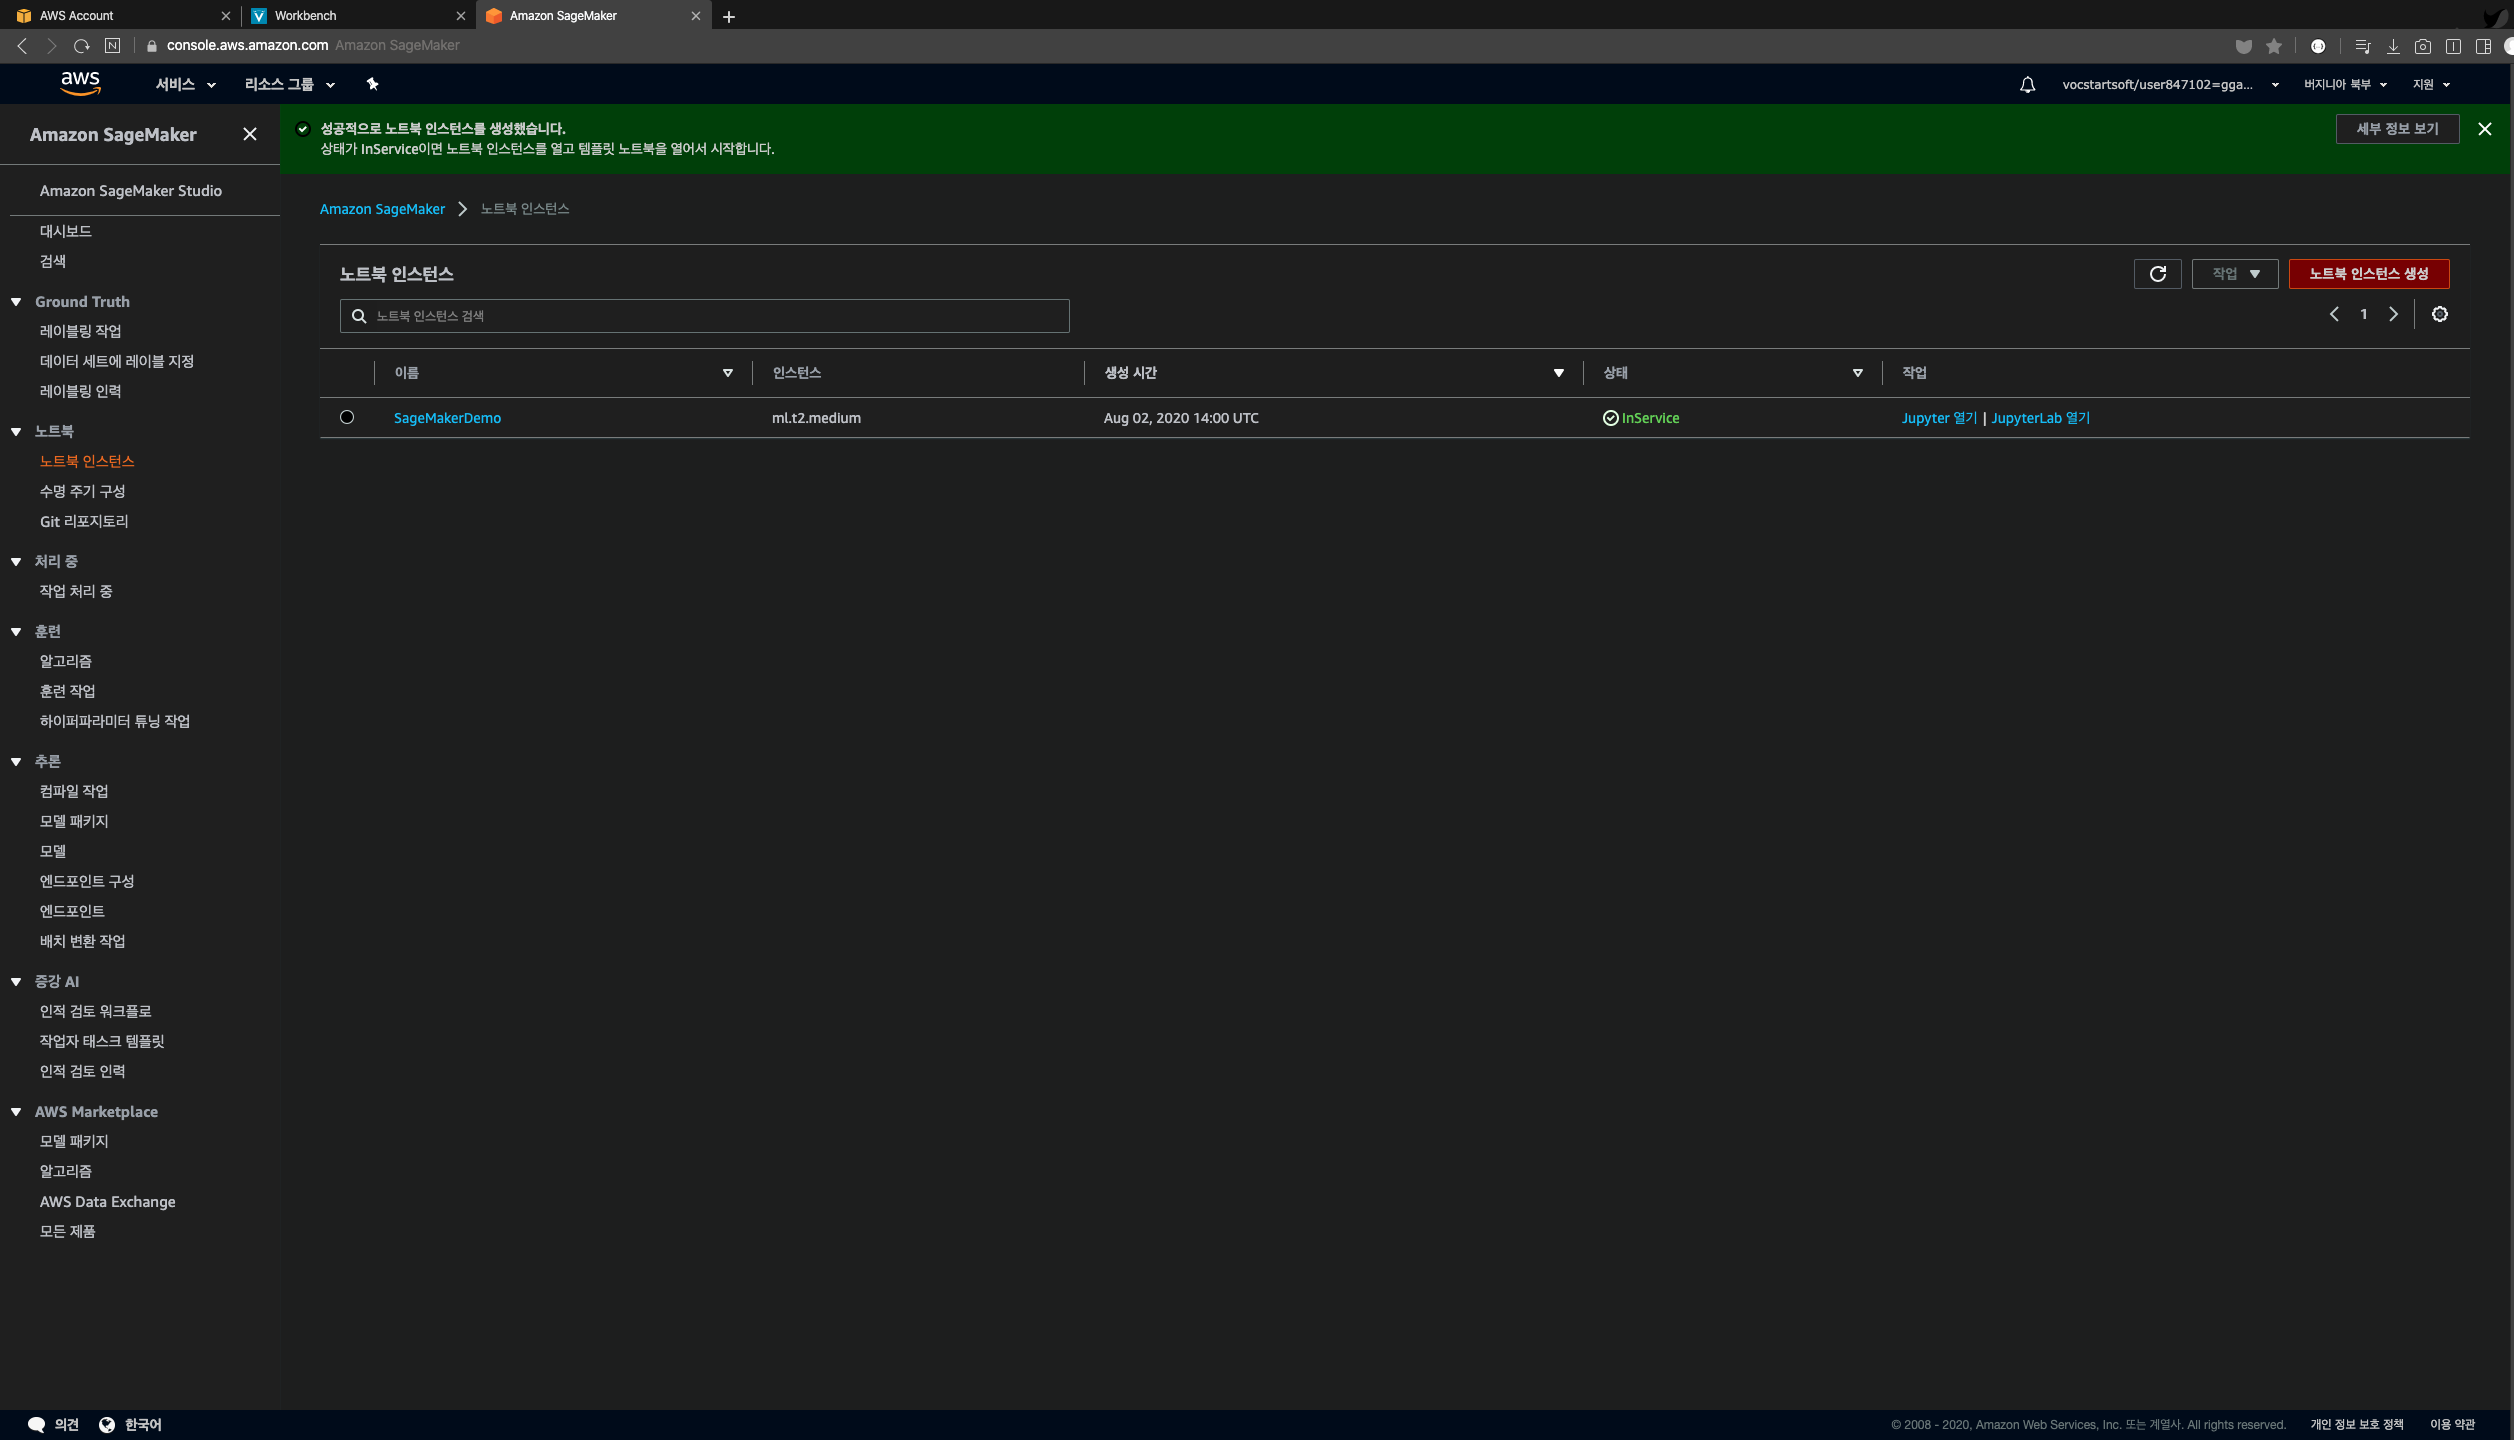 AWS Account
Workbench
Amazon SageMaker
console.aws.amazon.com Amazon SageMaker
aws
서비스
리소스 그룹
vocstartsoft/user847102=gga...
버지니아 북부
지원
Amazon SageMaker
Amazon SageMaker Studio
대시보드
검색
Ground Truth
레이블링 작업
데이터 세트에 레이블 지정
레이블링 인력
노트북
노트북 인스턴스
수명 주기 구성
Git 리포지토리
처리 중
작업 처리 중
훈련
알고리즘
훈련 작업
하이퍼파라미터 튜닝 작업
추론
컴파일 작업
모델 패키지
모델
엔드포인트 구성
엔드포인트
배치 변환 작업
증강 AI
인적 검토 워크플로
작업자 태스크 템플릿
인적 검토 인력
AWS Marketplace
모델 패키지
알고리즘
AWS Data Exchange
모든 제품
성공적으로 노트북 인스턴스를 생성했습니다.
상태가 InService이면 노트북 인스턴스를 열고 템플릿 노트북을 열어서 시작합니다.
세부 정보 보기
Amazon SageMaker > 노트북 인스턴스
노트북 인스턴스
작업
노트북 인스턴스 생성
노트북 인스턴스 검색
1
이름 인스턴스 생성 시간 상태 작업
SageMakerDemo ml.t2.medium Aug 02, 2020 14:00 UTC InService Jupyter 열기 | JupyterLab 열기
의견
한국어
© 2008 - 2020, Amazon Web Services, Inc. 또는 계열사. All rights reserved. 개인 정보 보호 정책 이용 약관